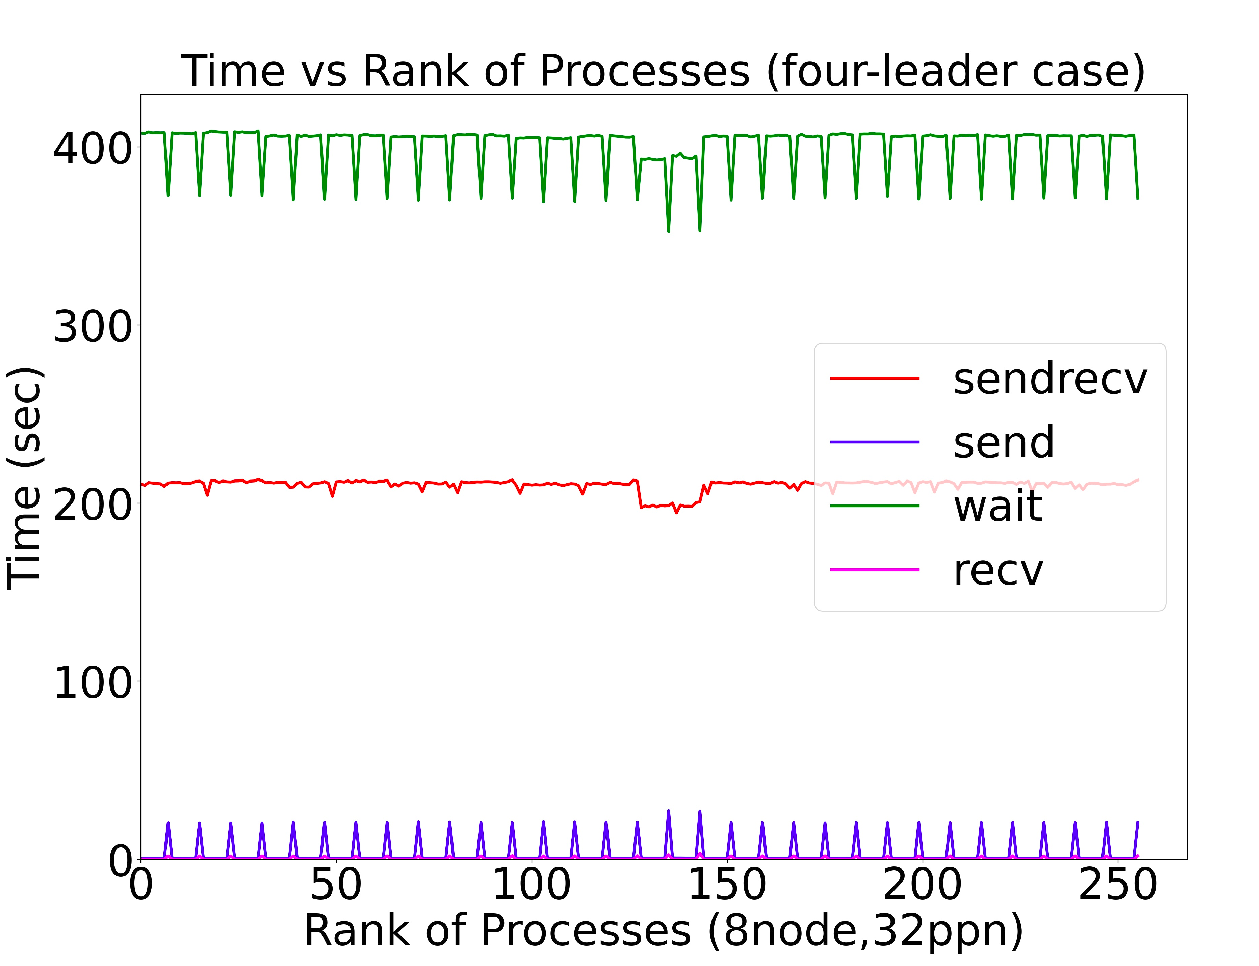 Time vs Rank of Processes (four-leader case)
400
300
200
100
0
Time (sec)
sendrecv
send
wait
recv
0 50 100 150 200 250
Rank of Processes (8node,32ppn)